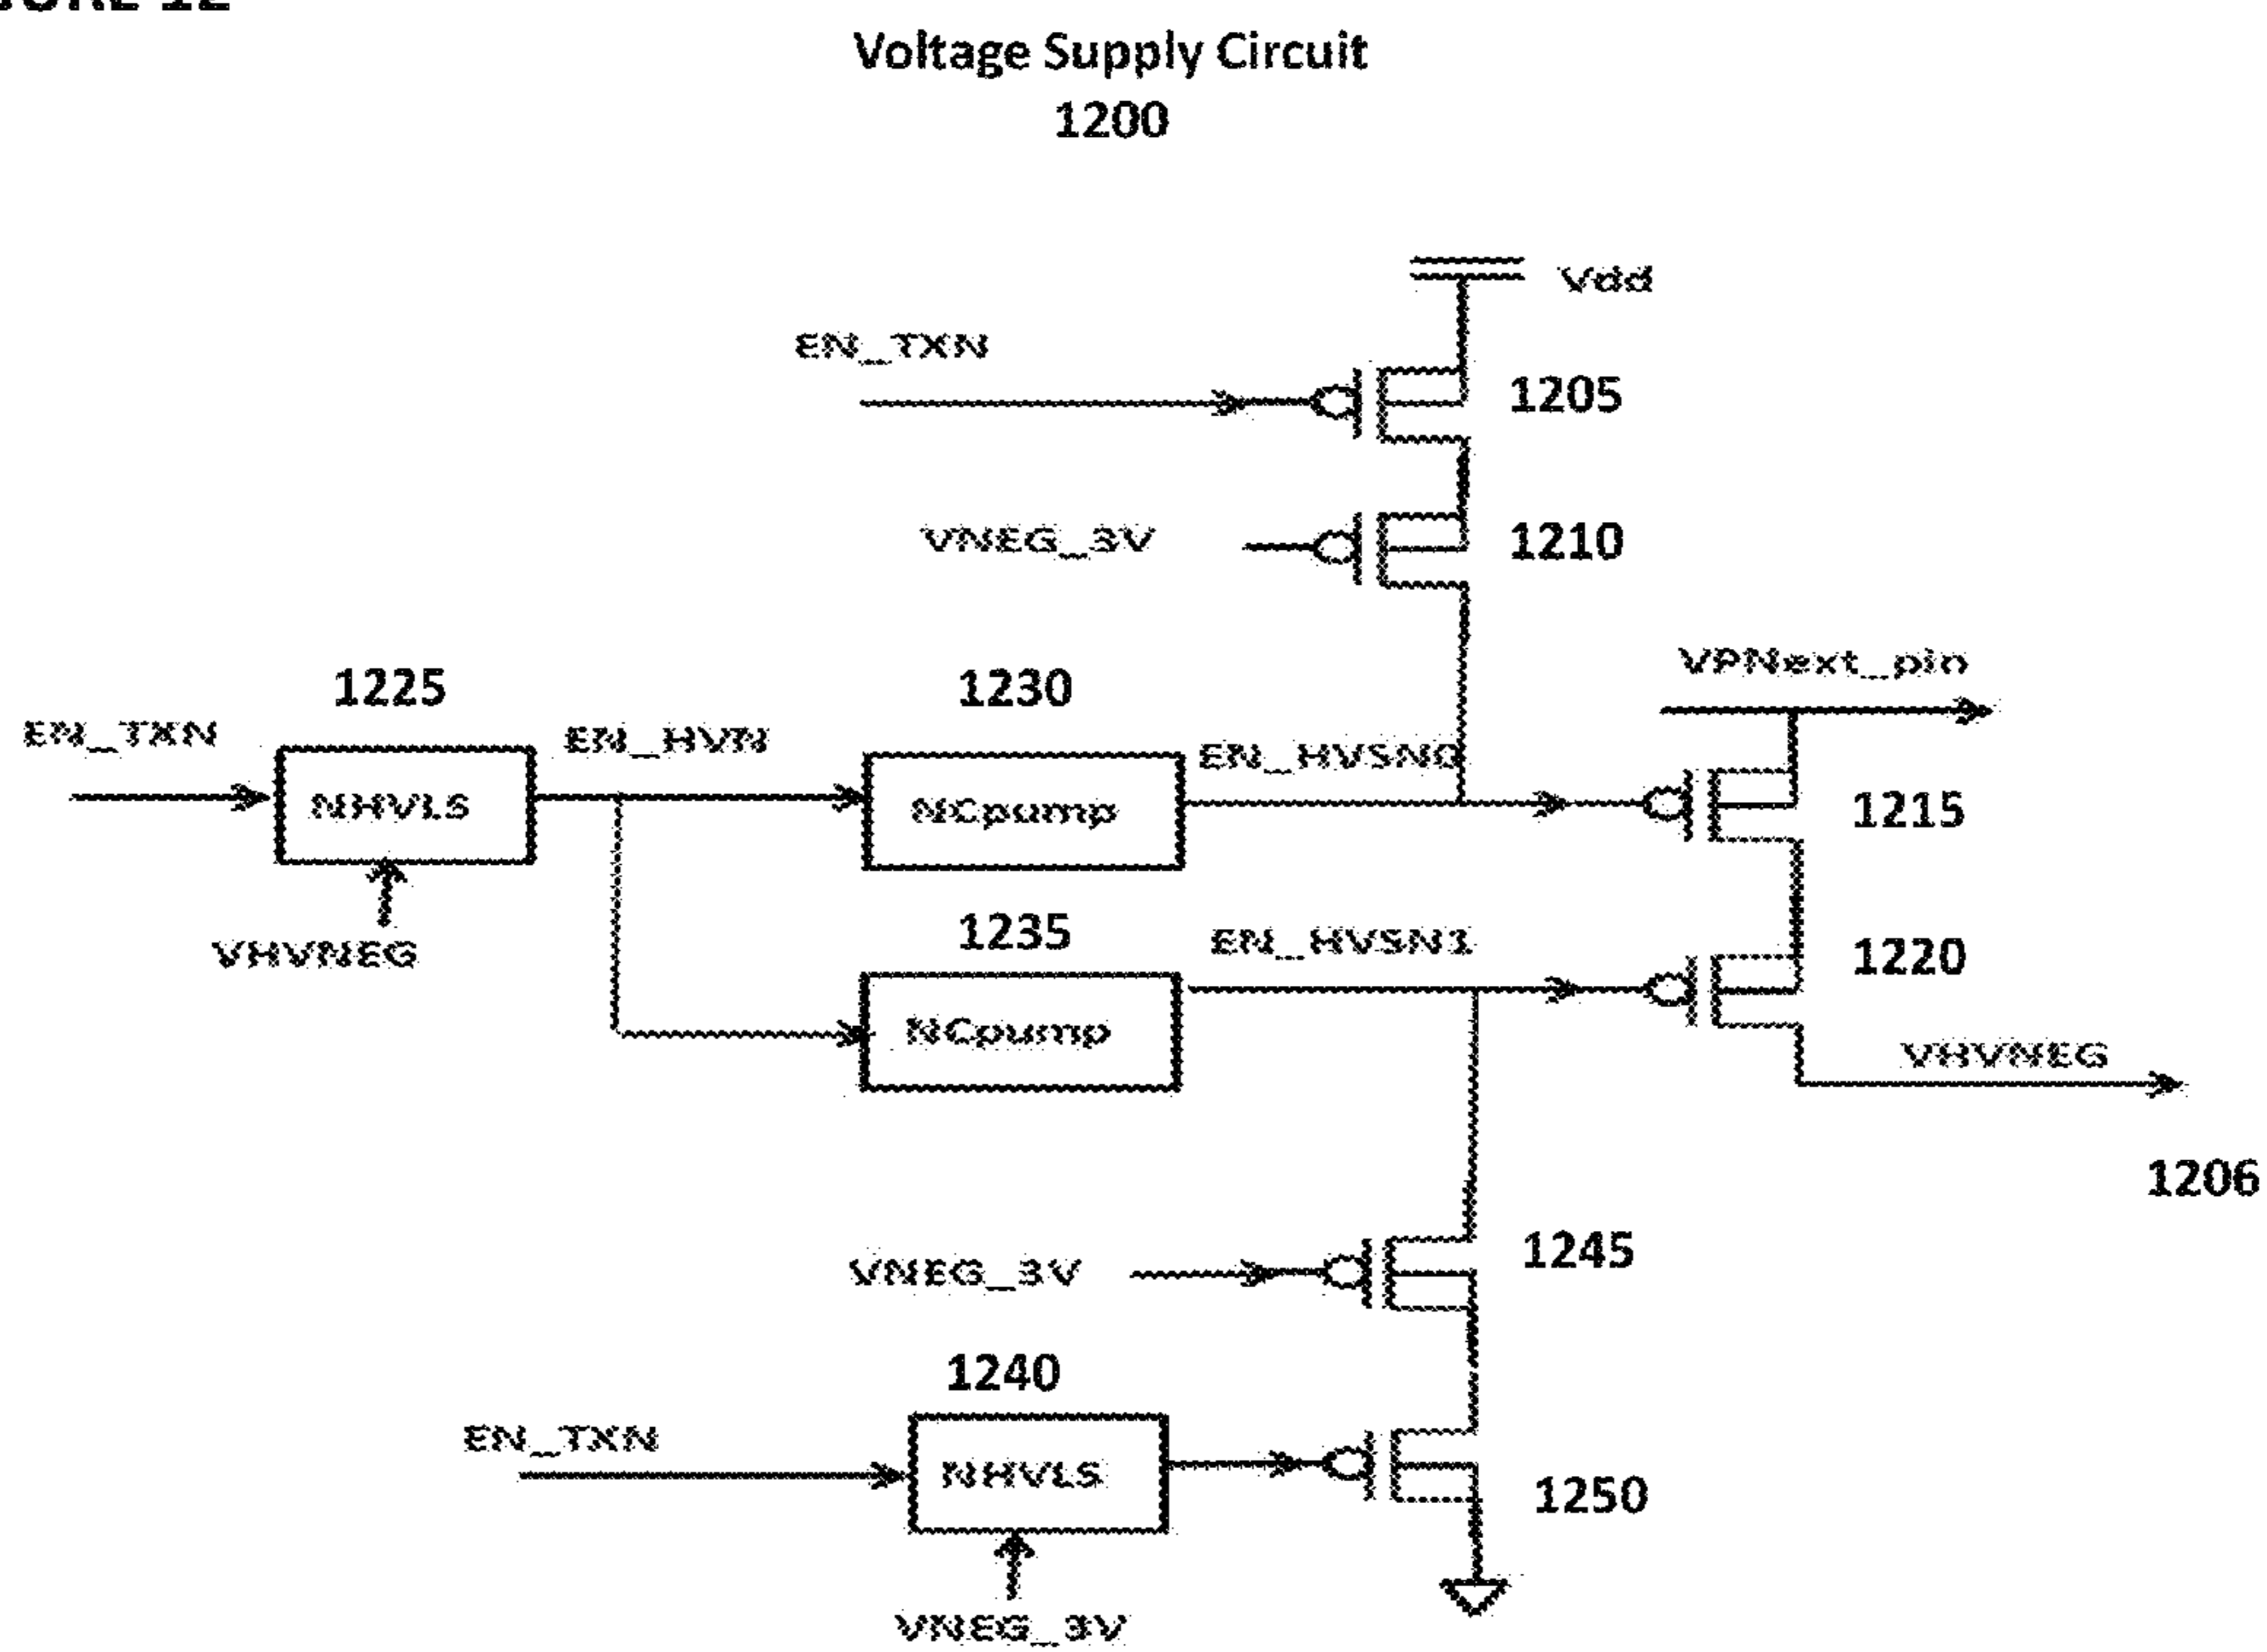 Voltage Supply Circuit
1200
Vdd
EN_TXN
1205
VNEG_3V
1210
VPNext_pin
1225
1230
EN_TXN
EN_HVN
EN_HVSN0
NHVLS
NCpump
1215
1235
EN_HVSN1
VHVNEG
1220
NCpump
VHVNEG
1206
1245
VNEG_3V
1240
EN_TXN
NHVLS
1250
VNEG_3V